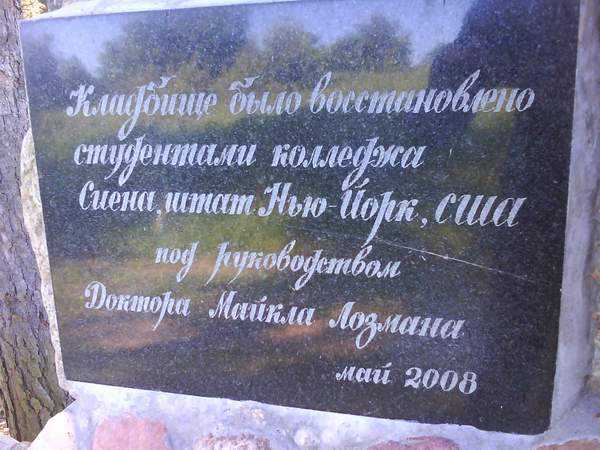 Кладбище было восстановлено
студентами колледжа
Сиена, штат Нью-Йорк, США
под руководством
Доктора Майкла Лозмана
май 2008